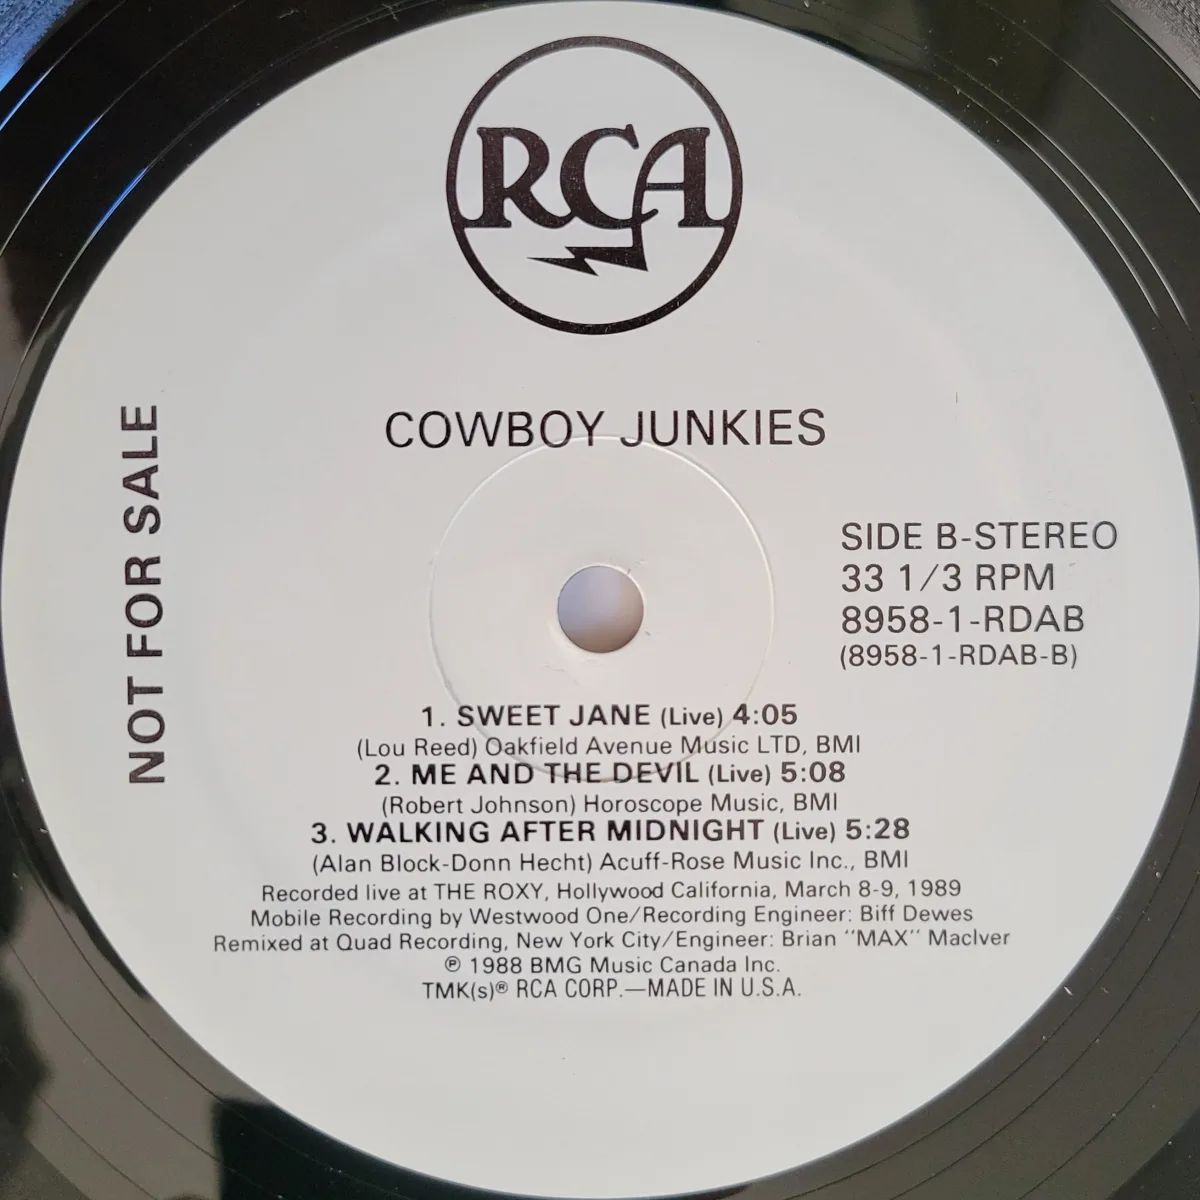 RCA
COWBOY JUNKIES
NOT FOR SALE
SIDE B-STEREO
33 1/3 RPM
8958-1-RDAB
(8958-1-RDAB-B)
1. SWEET JANE (Live) 4:05
(Lou Reed) Oakfield Avenue Music LTD, BMI
2. ME AND THE DEVIL (Live) 5:08
(Robert Johnson) Horoscope Music, BMI
3. WALKING AFTER MIDNIGHT (Live) 5:28
(Alan Block-Donn Hecht) Acuff-Rose Music Inc., BMI
Recorded live at THE ROXY, Hollywood California, March 8-9, 1989
Mobile Recording by Westwood One/Recording Engineer: Biff Dewes
Remixed at Quad Recording, New York City/Engineer: Brian "MAX" MacIver
℗ 1988 BMG Music Canada Inc.
TMK(s)® RCA CORP.—MADE IN U.S.A.